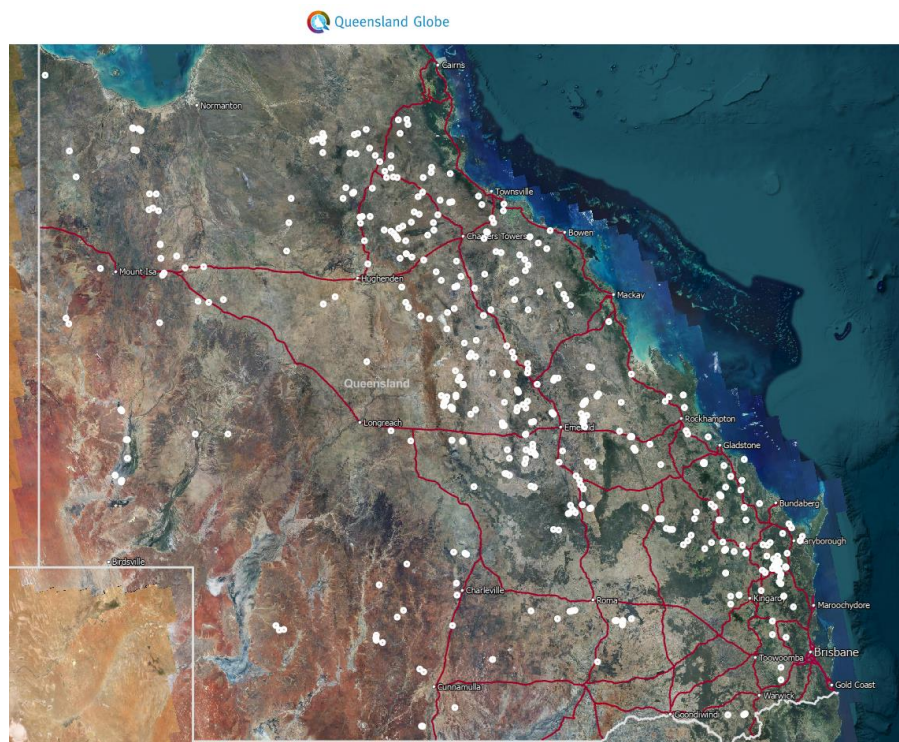 Queensland Globe
Cairns
Normanton
Townsville
Charters Towers
Bowen
Mount Isa
Hughenden
Mackay
Queensland
Longreach
Emerald
Rockhampton
Gladstone
Bundaberg
Maryborough
Birdsville
Charleville
Roma
Kingaroy
Maroochydore
Brisbane
Toowoomba
Cunnamulla
Gold Coast
Warwick
Goondiwindi